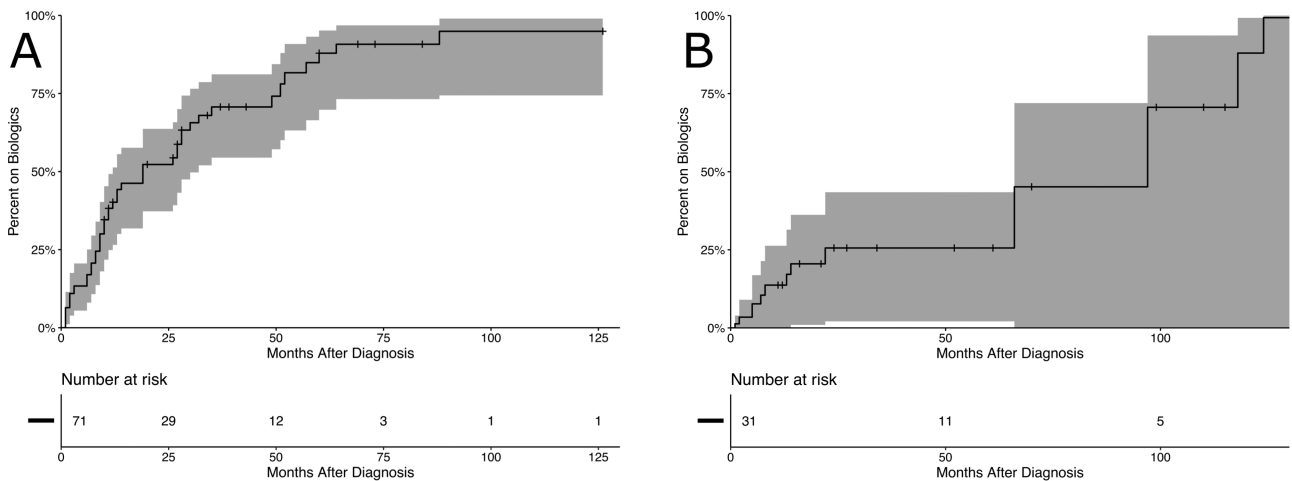 A
Percent on Biologics
100%
75%
50%
25%
0%
0 25 50 75 100 125
Months After Diagnosis
Number at risk
71 29 12 3 1 1
0 25 50 75 100 125
Months After Diagnosis
B
Percent on Biologics
100%
75%
50%
25%
0%
0 50 100
Months After Diagnosis
Number at risk
31 11 5
0 50 100
Months After Diagnosis